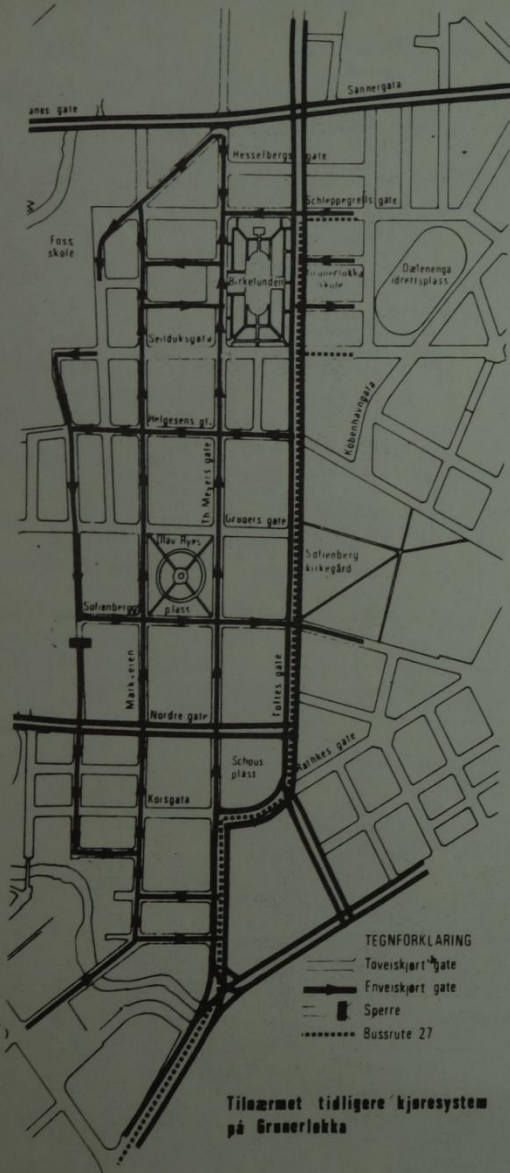 Sannergata
anes gate
Hesselbergs gate
Schleppegrells gate
Foss
skole
Birkelunden
Grunerløkka
skole
Dælenenga
idrettsplass
Seilduksgata
Københavngata
Helgesens gt.
Th Meyers gate
Gruners gate
Olav Ryes
plass
Sofienberg
kirkegård
Sofienberg
Markveien
Toftes gate
Nordre gate
Schous
plass
Rathkes gate
Korsgata
TEGNFORKLARING
Toveiskjørt gate
Enveiskjørt gate
Sperre
Bussrute 27
Tilnærmet tidligere kjøresystem
på Grunerløkka